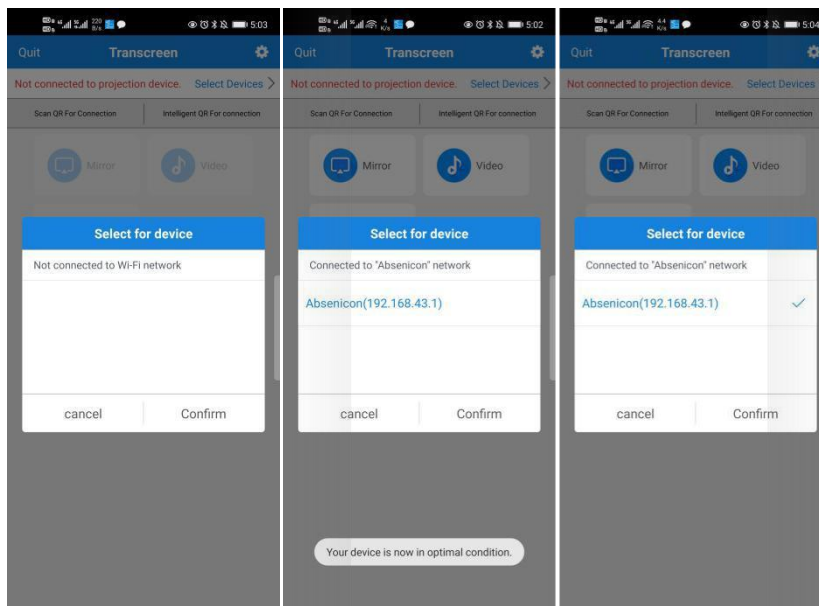 5:03
Quit Transcreen
Not connected to projection device. Select Devices
Scan QR For Connection Intelligent QR For connection
Mirror Video
Select for device
Not connected to Wi-Fi network
cancel Confirm
5:02
Quit Transcreen
Not connected to projection device. Select Devices
Scan QR For Connection Intelligent QR For connection
Mirror Video
Select for device
Connected to "Absenicon" network
Absenicon(192.168.43.1)
cancel Confirm
Your device is now in optimal condition.
5:04
Quit Transcreen
Not connected to projection device. Select Devices
Scan QR For Connection Intelligent QR For connection
Mirror Video
Select for device
Connected to "Absenicon" network
Absenicon(192.168.43.1)
cancel Confirm